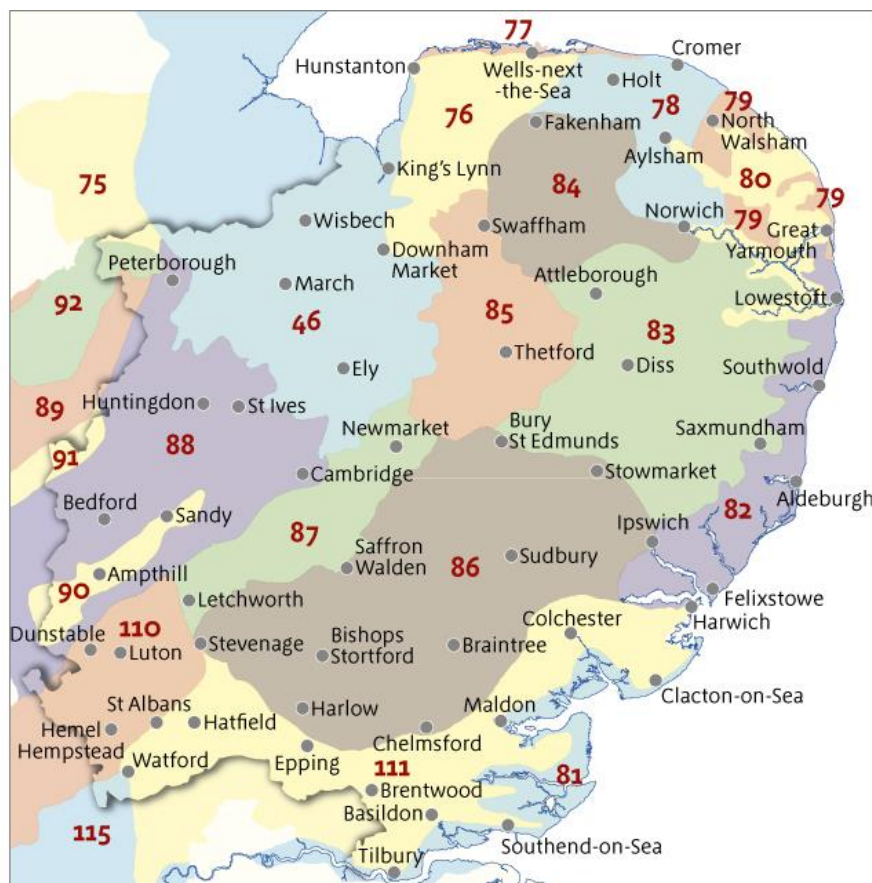 77
Cromer
Hunstanton
Wells-next
-the-Sea
Holt
76
78
79
Fakenham
North
Walsham
Aylsham
75
King's Lynn
84
80
79
Wisbech
Swaffham
Norwich
79
Great
Yarmouth
Downham
Market
Peterborough
March
Attleborough
92
Lowestoft
46
85
83
Thetford
Diss
Ely
Southwold
89
Huntingdon
St Ives
88
Newmarket
Bury
St Edmunds
Saxmundham
91
Cambridge
Stowmarket
Aldeburgh
Bedford
Sandy
82
Ipswich
87
Saffron
Walden
86
Sudbury
90
Ampthill
Letchworth
Felixstowe
Harwich
Dunstable
110
Colchester
Luton
Stevenage
Bishops
Stortford
Braintree
Clacton-on-Sea
St Albans
Maldon
Harlow
Hemel
Hempstead
Hatfield
Chelmsford
Watford
Epping
111
81
Brentwood
Basildon
115
Southend-on-Sea
Tilbury